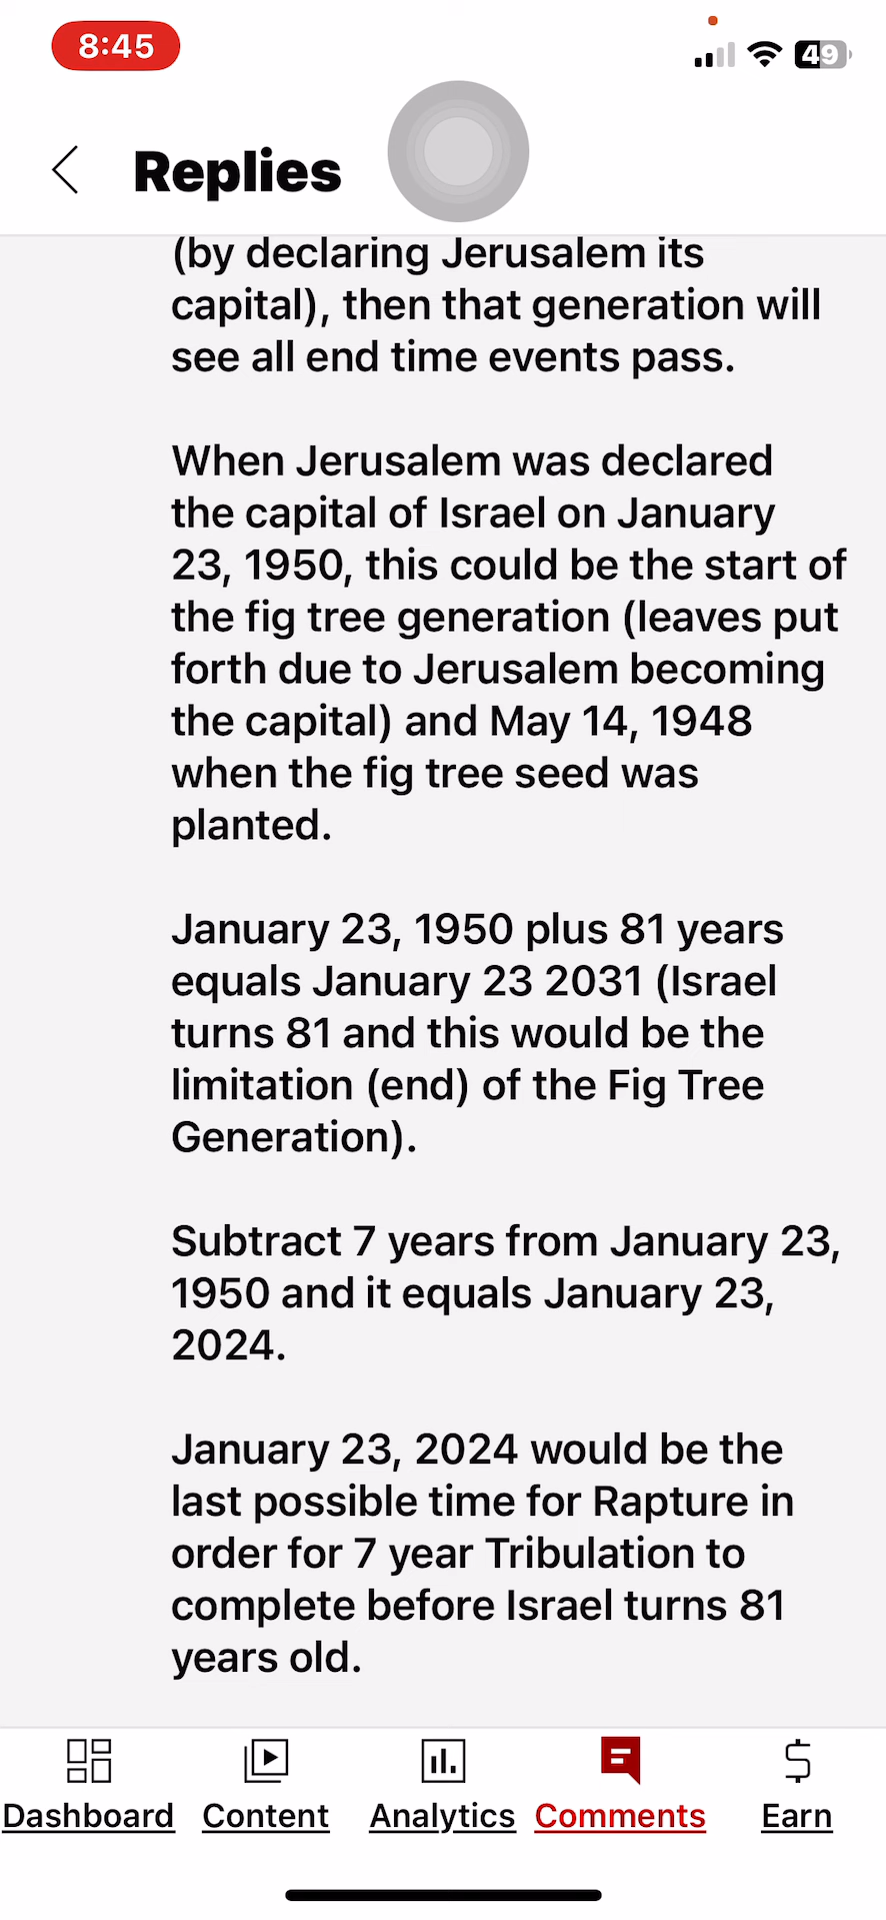 8:45
49
Replies
(by declaring Jerusalem its
capital), then that generation will
see all end time events pass.
When Jerusalem was declared
the capital of Israel on January
23, 1950, this could be the start of
the fig tree generation (leaves put
forth due to Jerusalem becoming
the capital) and May 14, 1948
when the fig tree seed was
planted.
January 23, 1950 plus 81 years
equals January 23 2031 (Israel
turns 81 and this would be the
limitation (end) of the Fig Tree
Generation).
Subtract 7 years from January 23,
1950 and it equals January 23,
2024.
January 23, 2024 would be the
last possible time for Rapture in
order for 7 year Tribulation to
complete before Israel turns 81
years old.
Dashboard Content Analytics Comments Earn